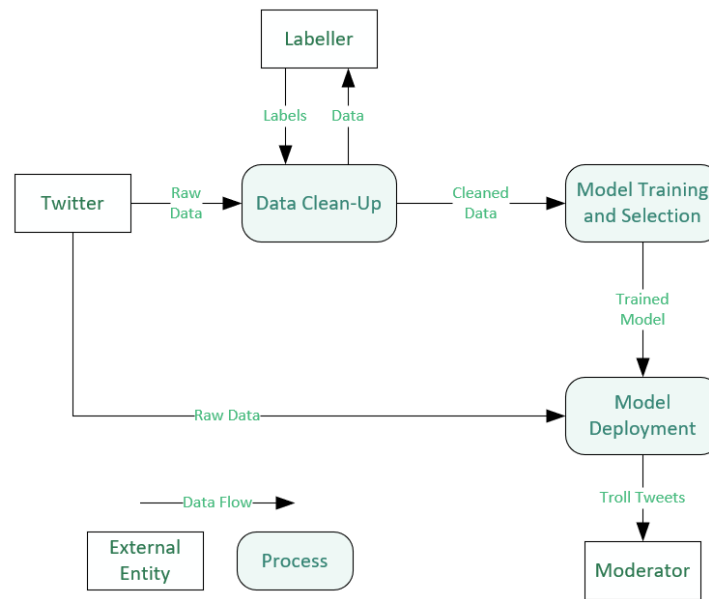 Labeller
Labels
Data
Twitter
Raw
Data
Data Clean-Up
Cleaned
Data
Model Training
and Selection
Trained
Model
Raw Data
Model
Deployment
Data Flow
Troll Tweets
External
Entity
Process
Moderator